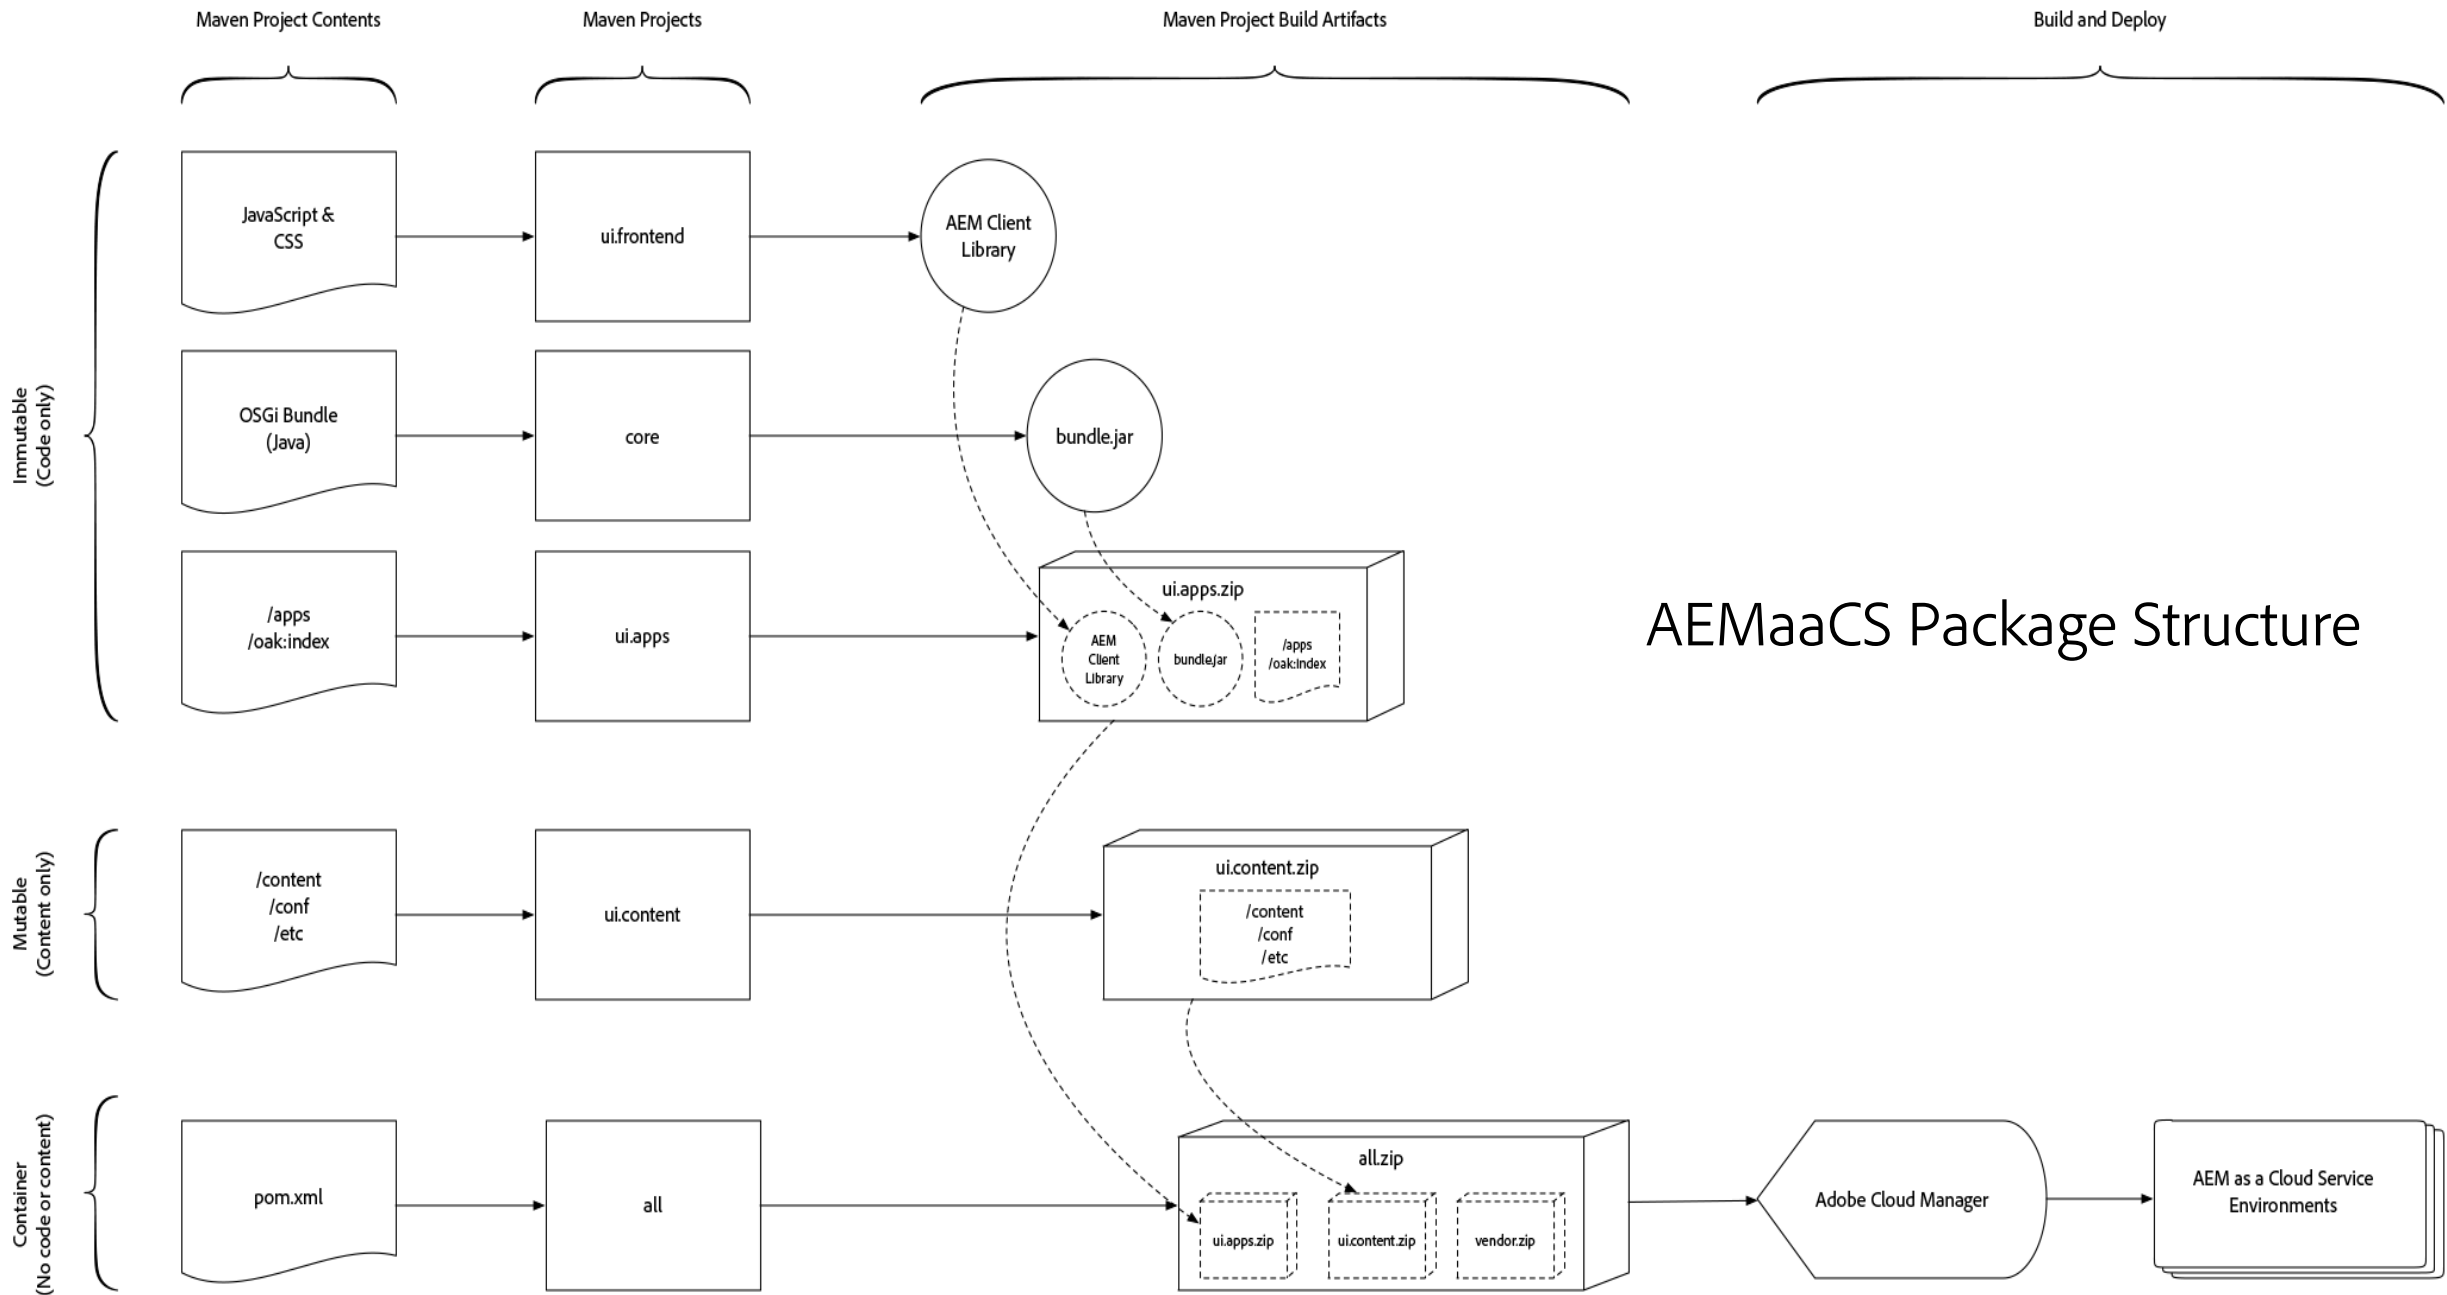 Maven Project Contents
Maven Projects
Maven Project Build Artifacts
Build and Deploy
Immutable
(Code only)
JavaScript &
CSS
ui.frontend
AEM Client
Library
OSGi Bundle
(Java)
core
bundle.jar
/apps
/oak:index
ui.apps
ui.apps.zip
AEM
Client
Library
bundle.jar
/apps
/oak:index
AEMaaCS Package Structure
Mutable
(Content only)
/content
/conf
/etc
ui.content
ui.content.zip
/content
/conf
/etc
Container
(No code or content)
pom.xml
all
all.zip
ui.apps.zip
ui.content.zip
vendor.zip
Adobe Cloud Manager
AEM as a Cloud Service
Environments